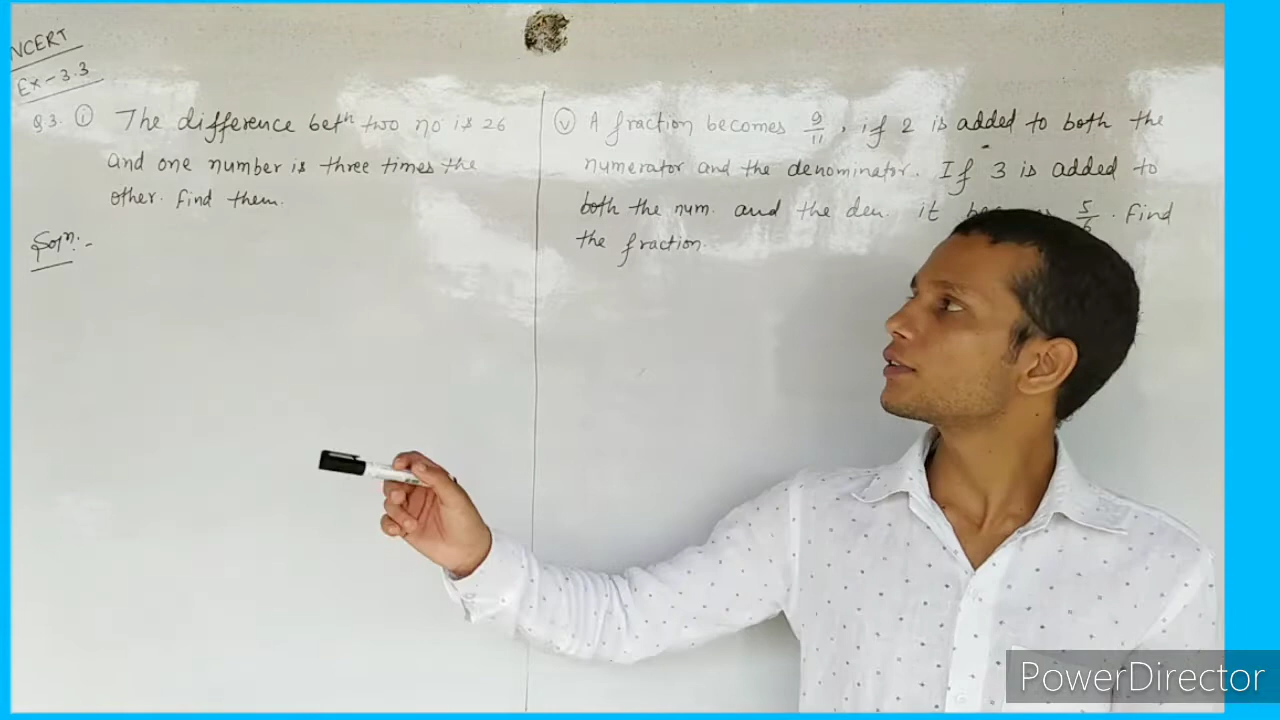 NCERT
Ex-3.3
Q3. (i) The difference betⁿ two no is 26
and one number is three times the
other. Find them.
Solⁿ:-
(v) A fraction becomes 9/11, if 2 is added to both the
numerator and the denominator. If 3 is added to
both the num. and the den. it 5/6. Find
the fraction.
PowerDirector